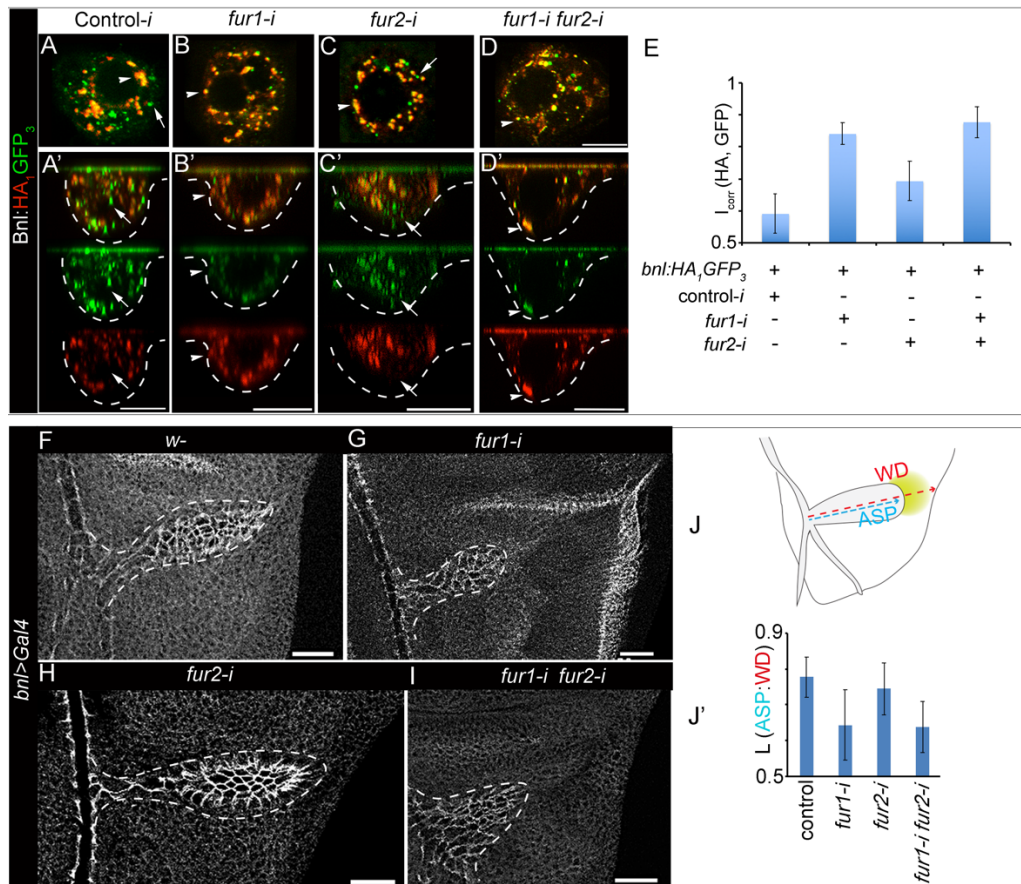 Control-i fur1-i fur2-i fur1-i fur2-i
Bnl:HA₁GFP₃
A B C D
A' B' C' D'
E
1
0.5
I_corr (HA, GFP)
bnl:HA₁GFP₃ + + + +
control-i + - - -
fur1-i - + - +
fur2-i - - + +
bnl>Gal4
F w-
G fur1-i
H fur2-i
I fur1-i fur2-i
J
WD
ASP
J'
0.9
0.5
L (ASP:WD)
control
fur1-i
fur2-i
fur1-i fur2-i